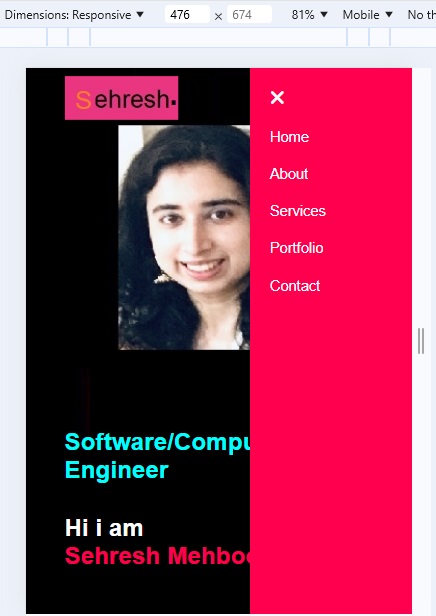 Dimensions: Responsive ▼ 476 × 674 81% ▼ Mobile ▼ No th
Sehresh.
Home
About
Services
Portfolio
Contact
Software/Compu
Engineer
Hi i am
Sehresh Mehboo